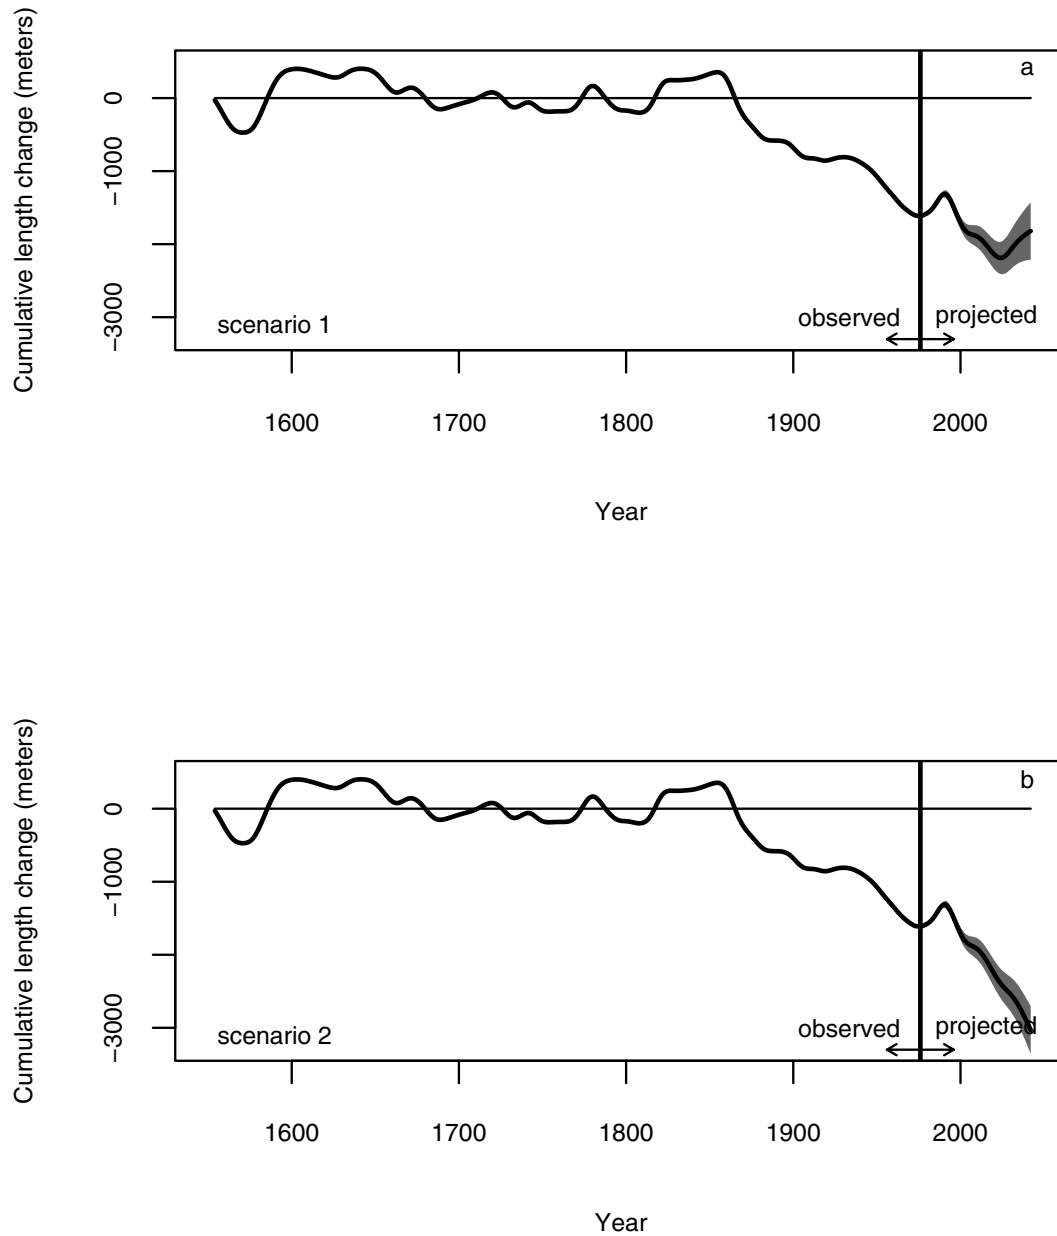 Cumulative length change (meters)
a
0
−1000
−3000
scenario 1
observed
projected
1600 1700 1800 1900 2000
Year
Cumulative length change (meters)
b
0
−1000
−3000
scenario 2
observed
projected
1600 1700 1800 1900 2000
Year